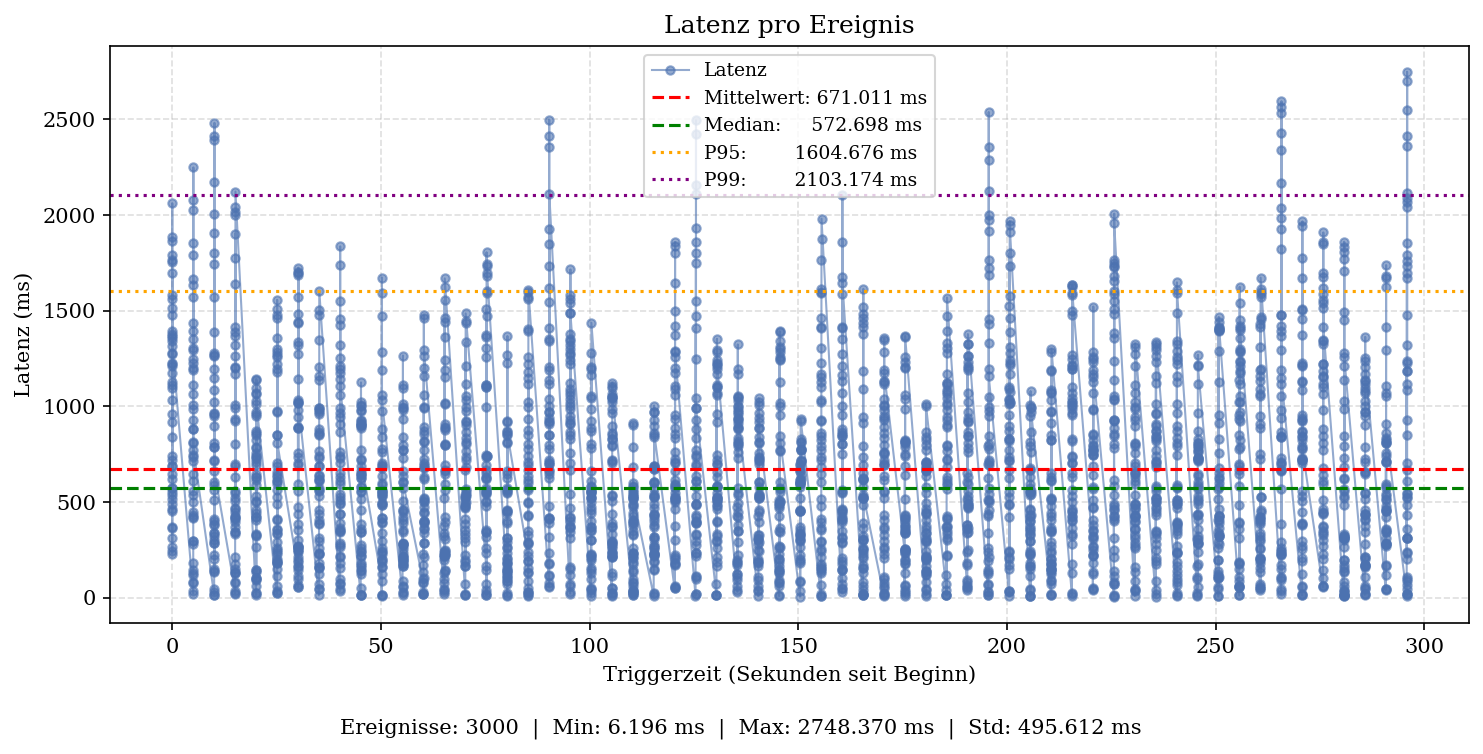 Latenz pro Ereignis
Latenz
Mittelwert: 671.011 ms
Median: 572.698 ms
P95: 1604.676 ms
P99: 2103.174 ms
Latenz (ms)
2500
2000
1500
1000
500
0
0 50 100 150 200 250 300
Triggerzeit (Sekunden seit Beginn)
Ereignisse: 3000 | Min: 6.196 ms | Max: 2748.370 ms | Std: 495.612 ms